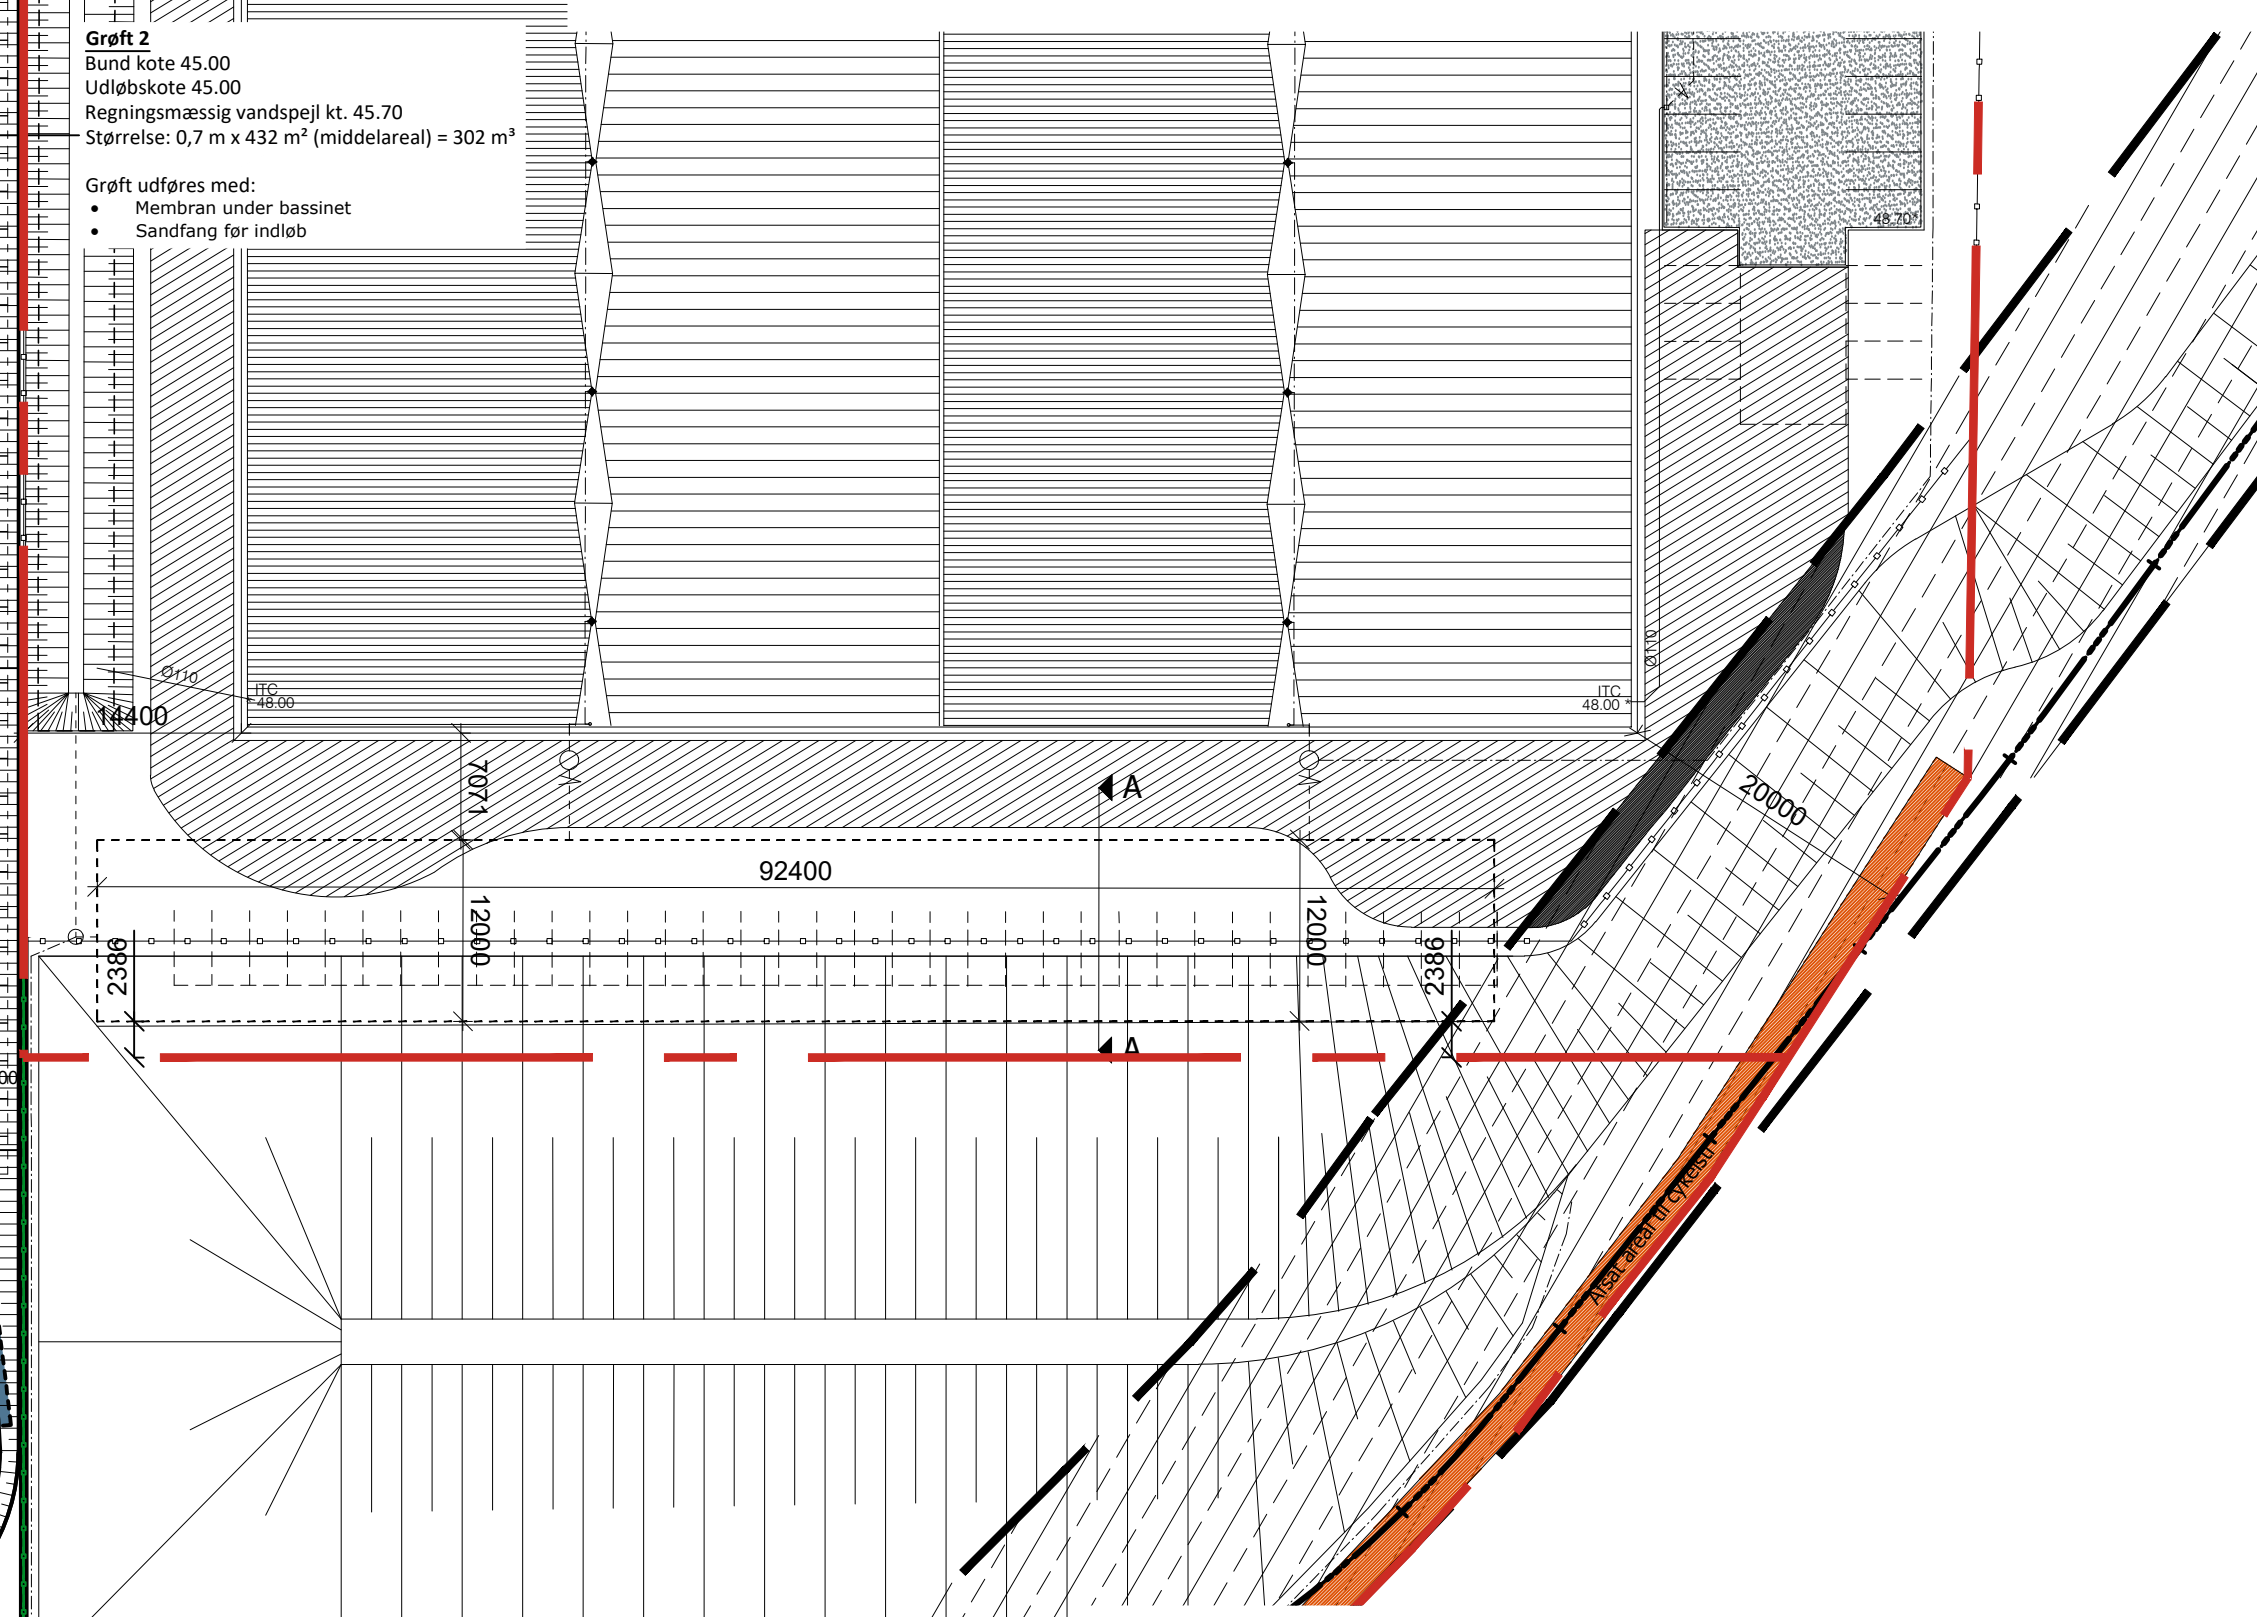 Grøft 2
Bund kote 45.00
Udløbskote 45.00
Regningsmæssig vandspejl kt. 45.70
Størrelse: 0,7 m x 432 m² (middelareal) = 302 m³
Grøft udføres med:
• Membran under bassinet
• Sandfang før indløb
48.70*
Ø110
ITC
48.00
14400
Ø110
ITC
48.00 *
7071
A
20000
92400
12000
12000
2386
2386
A
00
Afsat areal til cykelsti